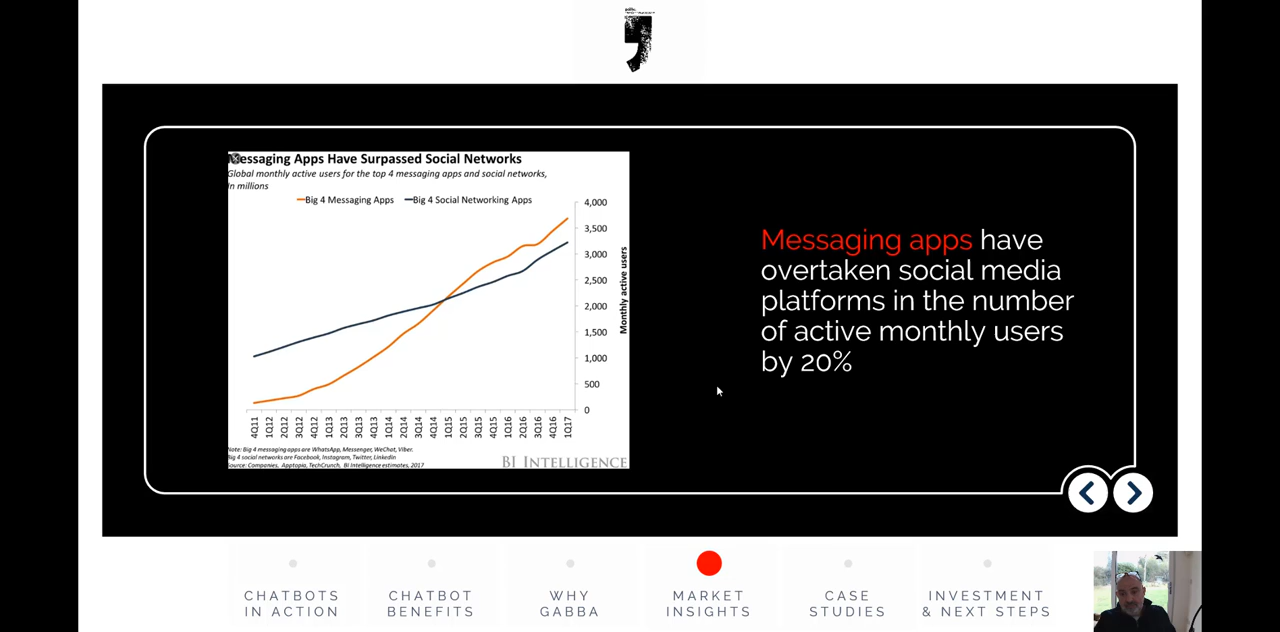 Messaging Apps Have Surpassed Social Networks
Global monthly active users for the top 4 messaging apps and social networks,
In millions
Big 4 Messaging Apps Big 4 Social Networking Apps
4,000
3,500
3,000
2,500
2,000
1,500
1,000
500
0
Monthly active users
4Q11 1Q12 2Q12 3Q12 4Q12 1Q13 2Q13 3Q13 4Q13 1Q14 2Q14 3Q14 4Q14 1Q15 2Q15 3Q15 4Q15 1Q16 2Q16 3Q16 4Q16 1Q17
Note: Big 4 messaging apps are WhatsApp, Messenger, WeChat, Viber.
Big 4 social networks are Facebook, Instagram, Twitter, LinkedIn
Source: Companies, Apptopia, TechCrunch, BI Intelligence estimates, 2017
BI INTELLIGENCE
Messaging apps have
overtaken social media
platforms in the number
of active monthly users
by 20%
CHATBOTS
IN ACTION
CHATBOT
BENEFITS
WHY
GABBA
MARKET
INSIGHTS
CASE
STUDIES
INVESTMENT
& NEXT STEPS